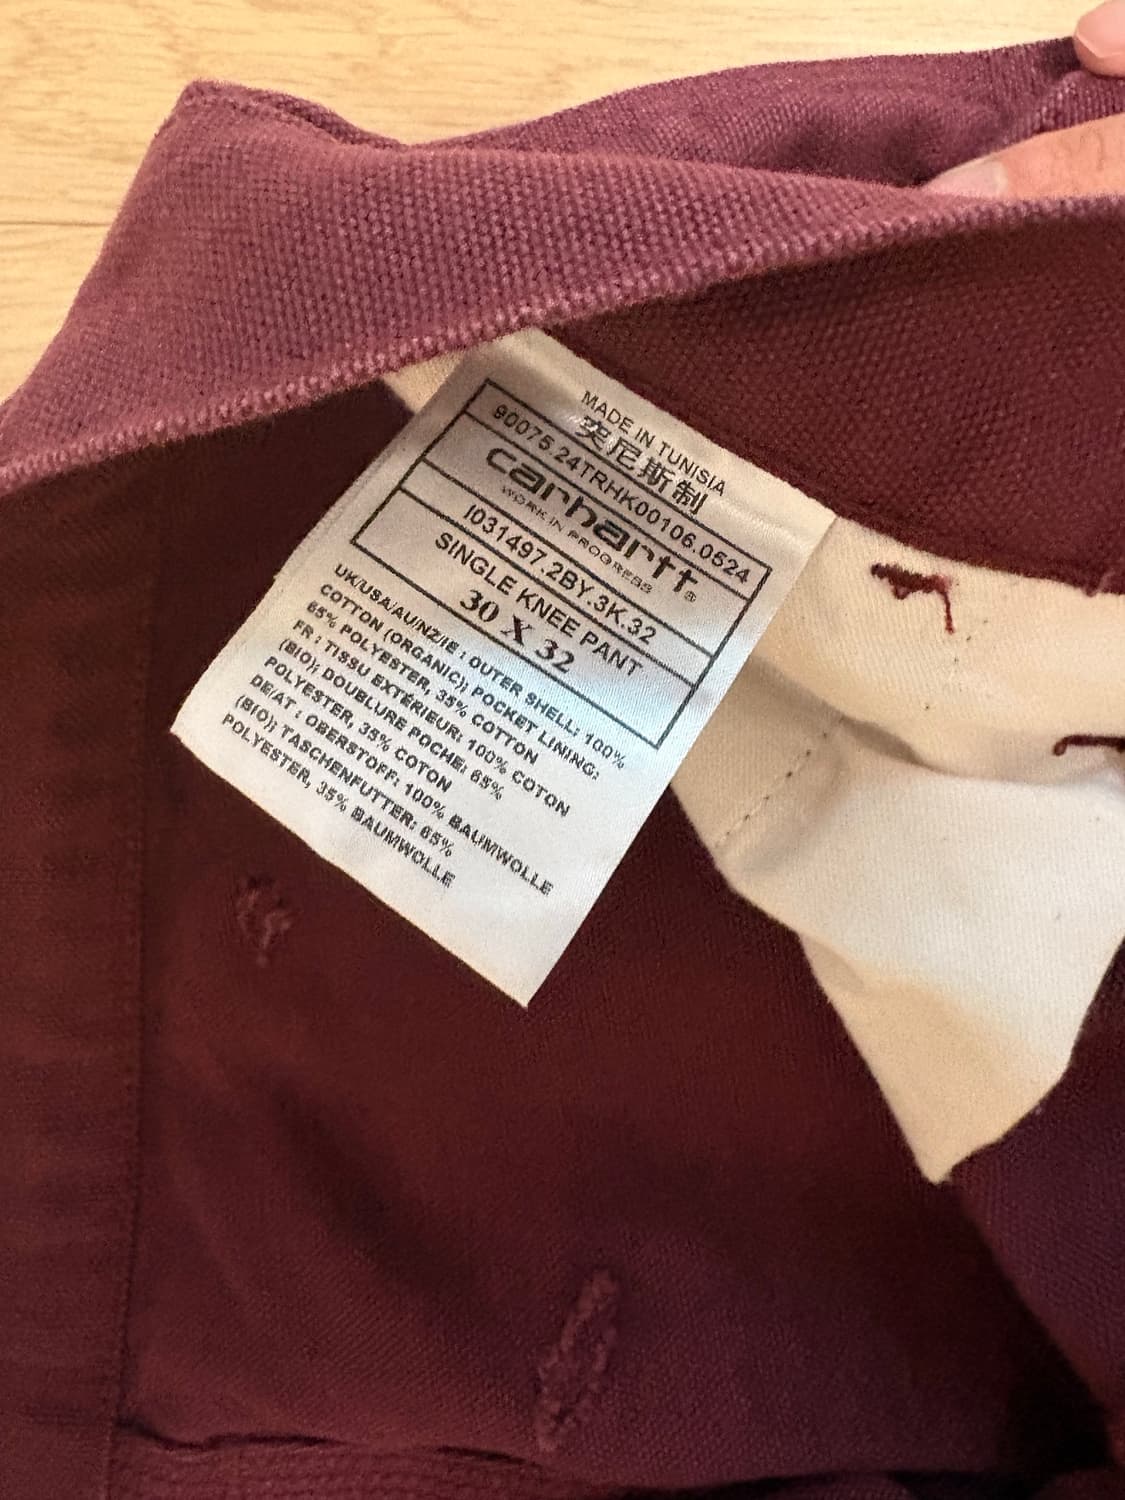 MADE IN TUNISIA
突尼斯制
90075.24TRHK00106.0524
carhartt®
WORK IN PROGRESS
I031497.2BY.3K.32
SINGLE KNEE PANT
30 X 32
UK/USA/AU/NZ/IE : OUTER SHELL: 100%
COTTON (ORGANIC); POCKET LINING:
65% POLYESTER, 35% COTTON
FR : TISSU EXTÉRIEUR: 100% COTON
(BIO); DOUBLURE POCHE: 65%
POLYESTER, 35% COTON
DE/AT : OBERSTOFF: 100% BAUMWOLLE
(BIO); TASCHENFUTTER: 65%
POLYESTER, 35% BAUMWOLLE